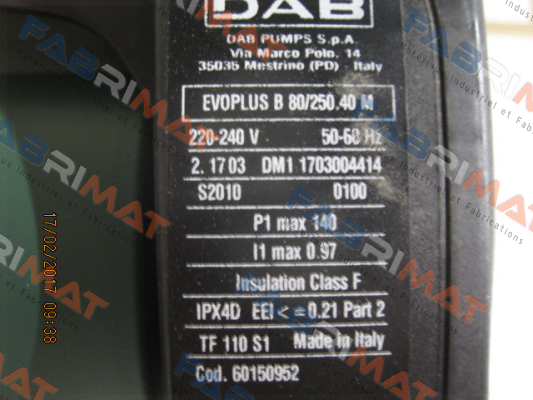 DAB
DAB PUMPS S.p.A.
Via Marco Polo, 14
35035 Mestrino (PD) Italy
EVOPLUS B 80/250.40 M
220-240 V 50-60 Hz
2. 17 03 DM1 1703004414
S2010 0100
P1 max 140
I1 max 0.97
Insulation Class F
IPX4D EEI <=0.21 Part 2
TF 110 S1 Made in Italy
Cod. 60150952
17/02/2017 09:38
FABRIMAT